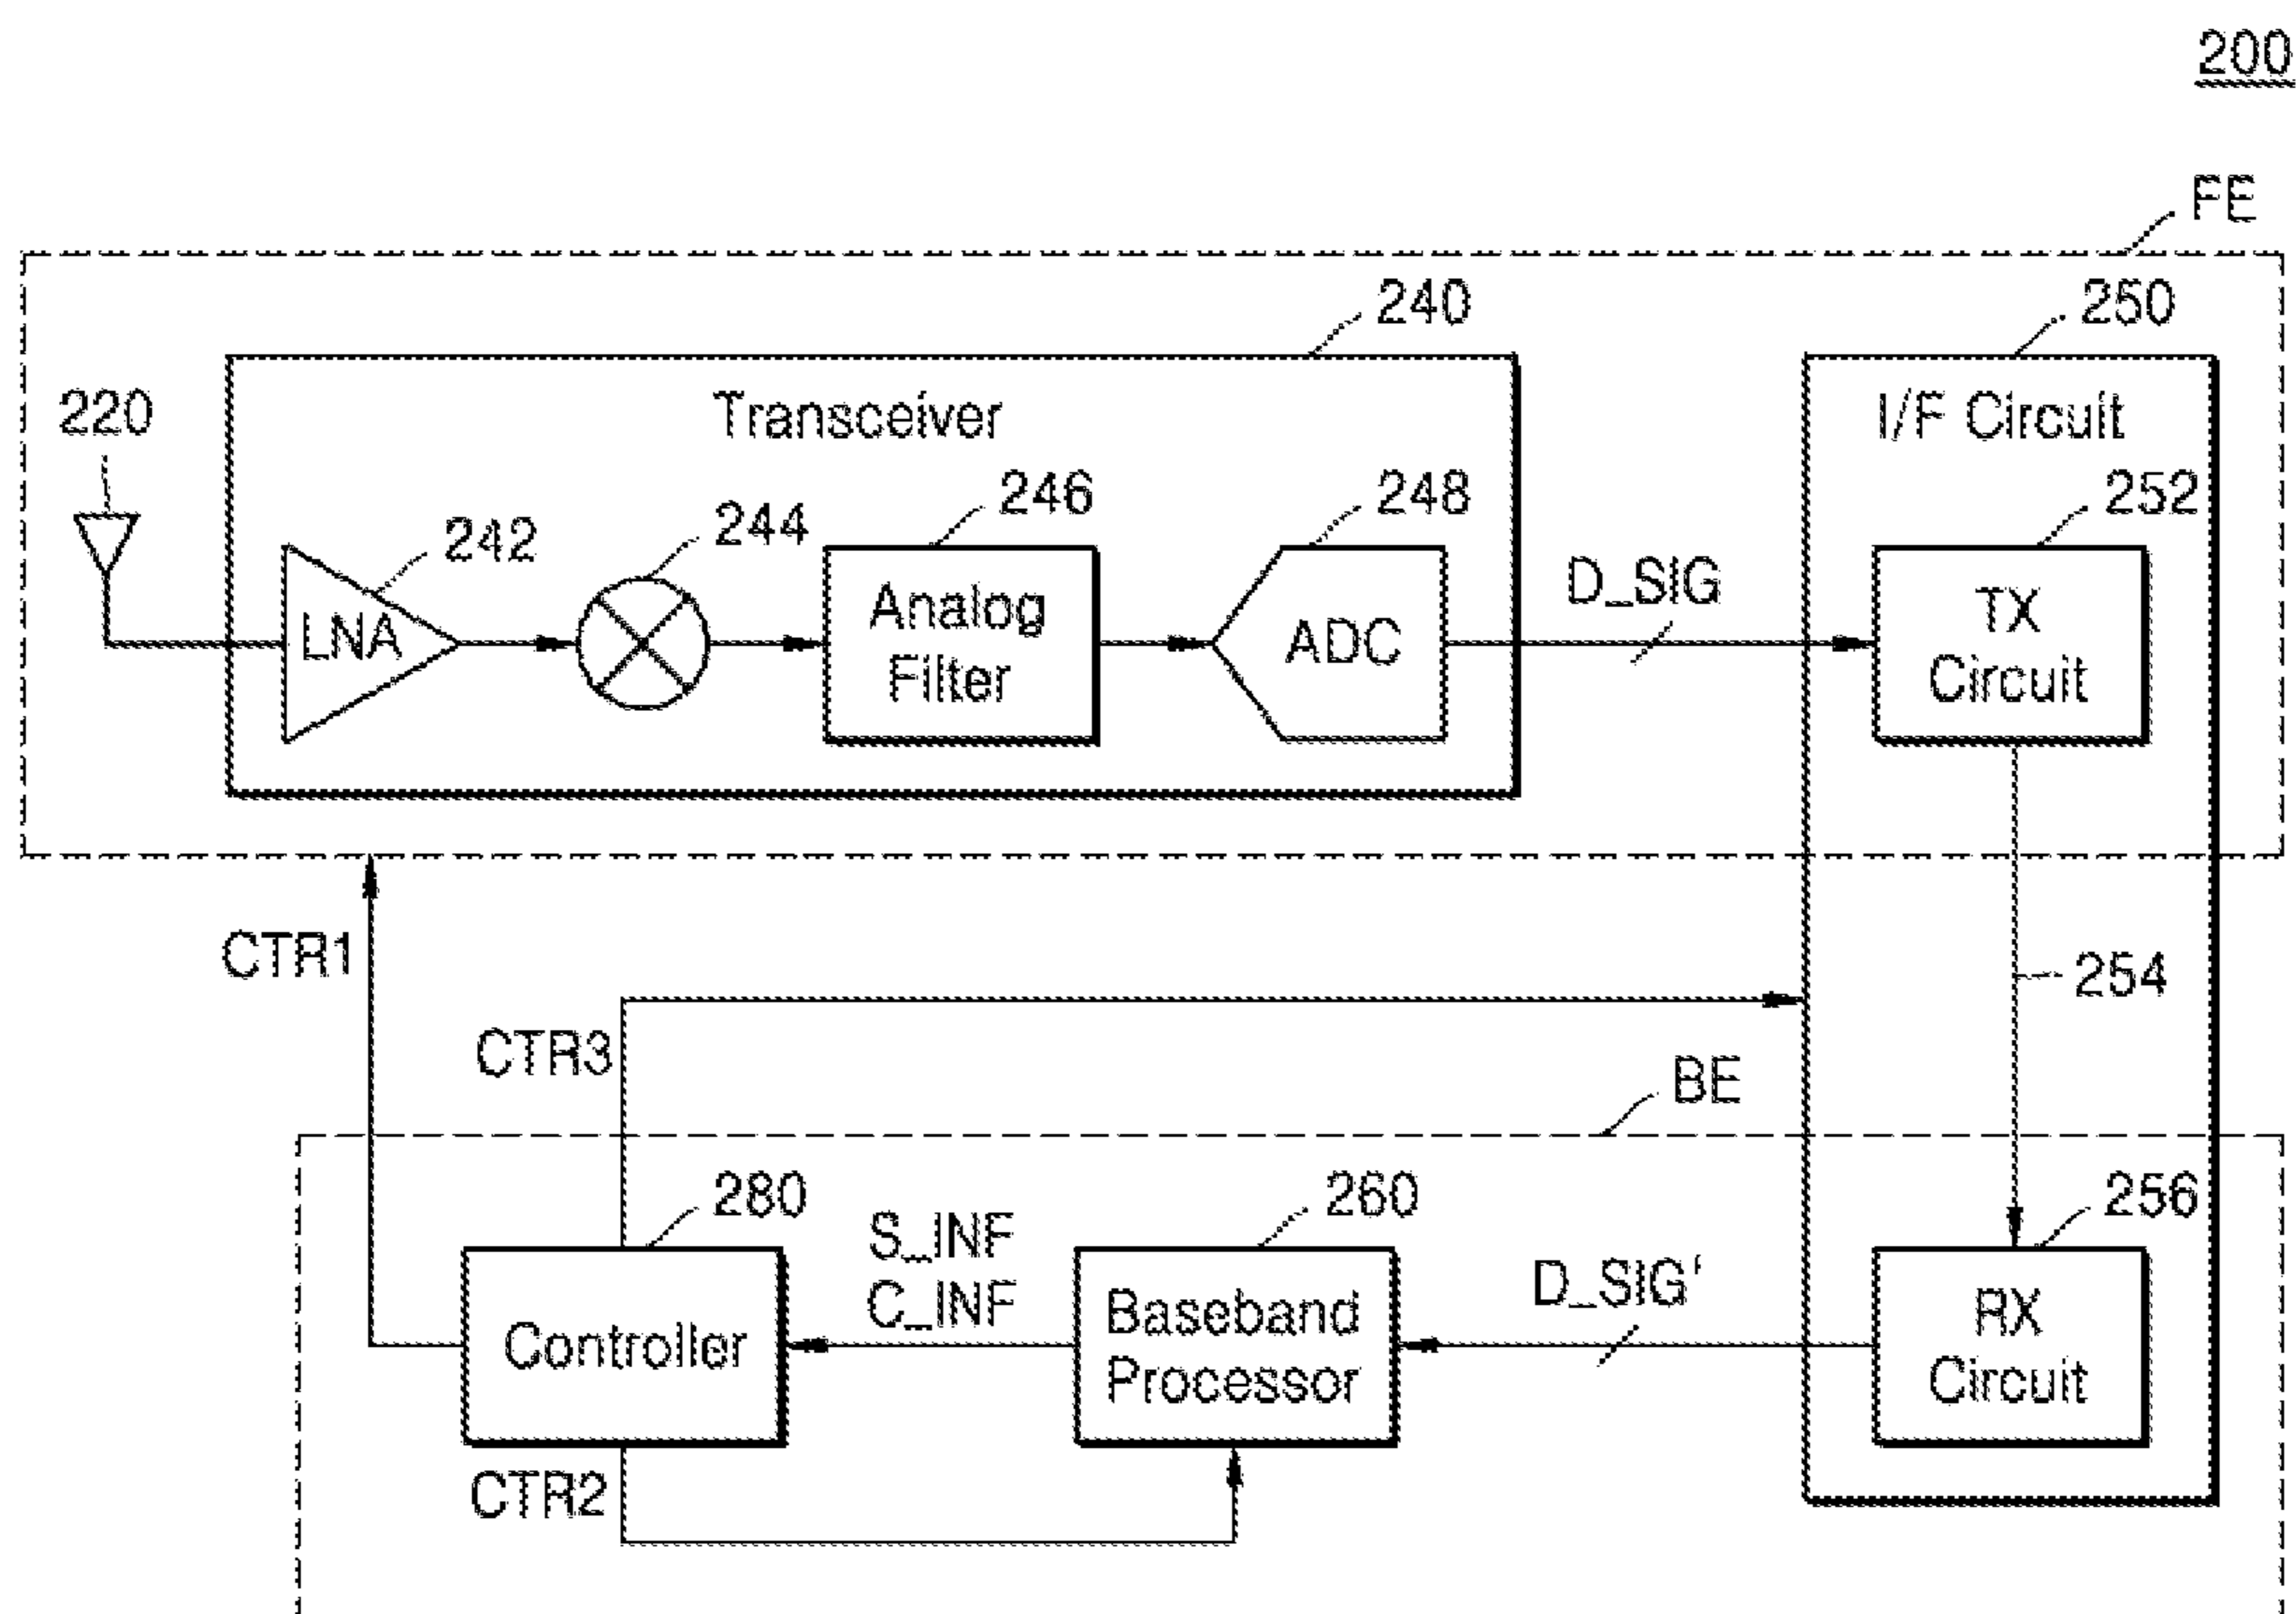 200
FE
240
250
220
Transceiver
I/F Circuit
242
244
246
248
252
LNA
Analog
Filter
ADC
D_SIG
TX
Circuit
CTR1
254
CTR3
BE
280
260
256
S_INF
C_INF
D_SIG'
Controller
Baseband
Processor
RX
Circuit
CTR2